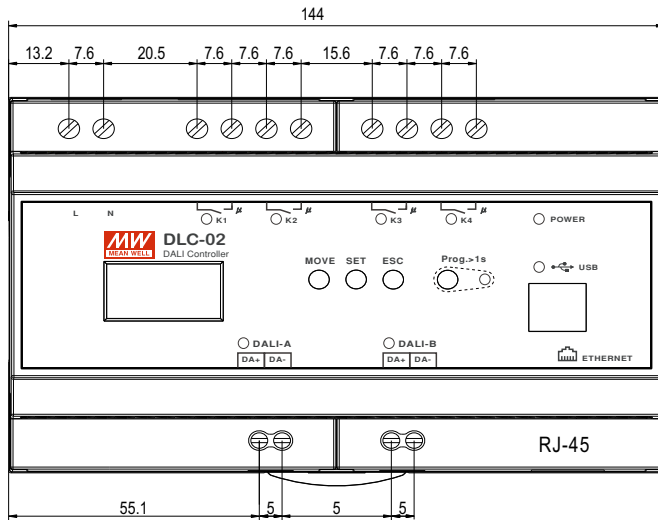 144
13.2 7.6 20.5 7.6 7.6 7.6 15.6 7.6 7.6 7.6
L N K1 μ K2 μ K3 μ K4 μ POWER
MW
MEAN WELL
DLC-02
DALI Controller
MOVE SET ESC Prog.>1s USB
DALI-A DALI-B ETHERNET
DA+ DA- DA+ DA-
RJ-45
55.1 5 5 5